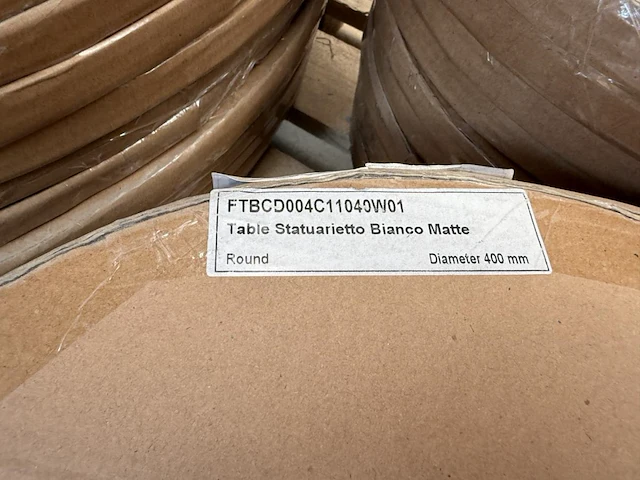 FTBCD004C11040W01
Table Statuarietto Bianco Matte
Round Diameter 400 mm